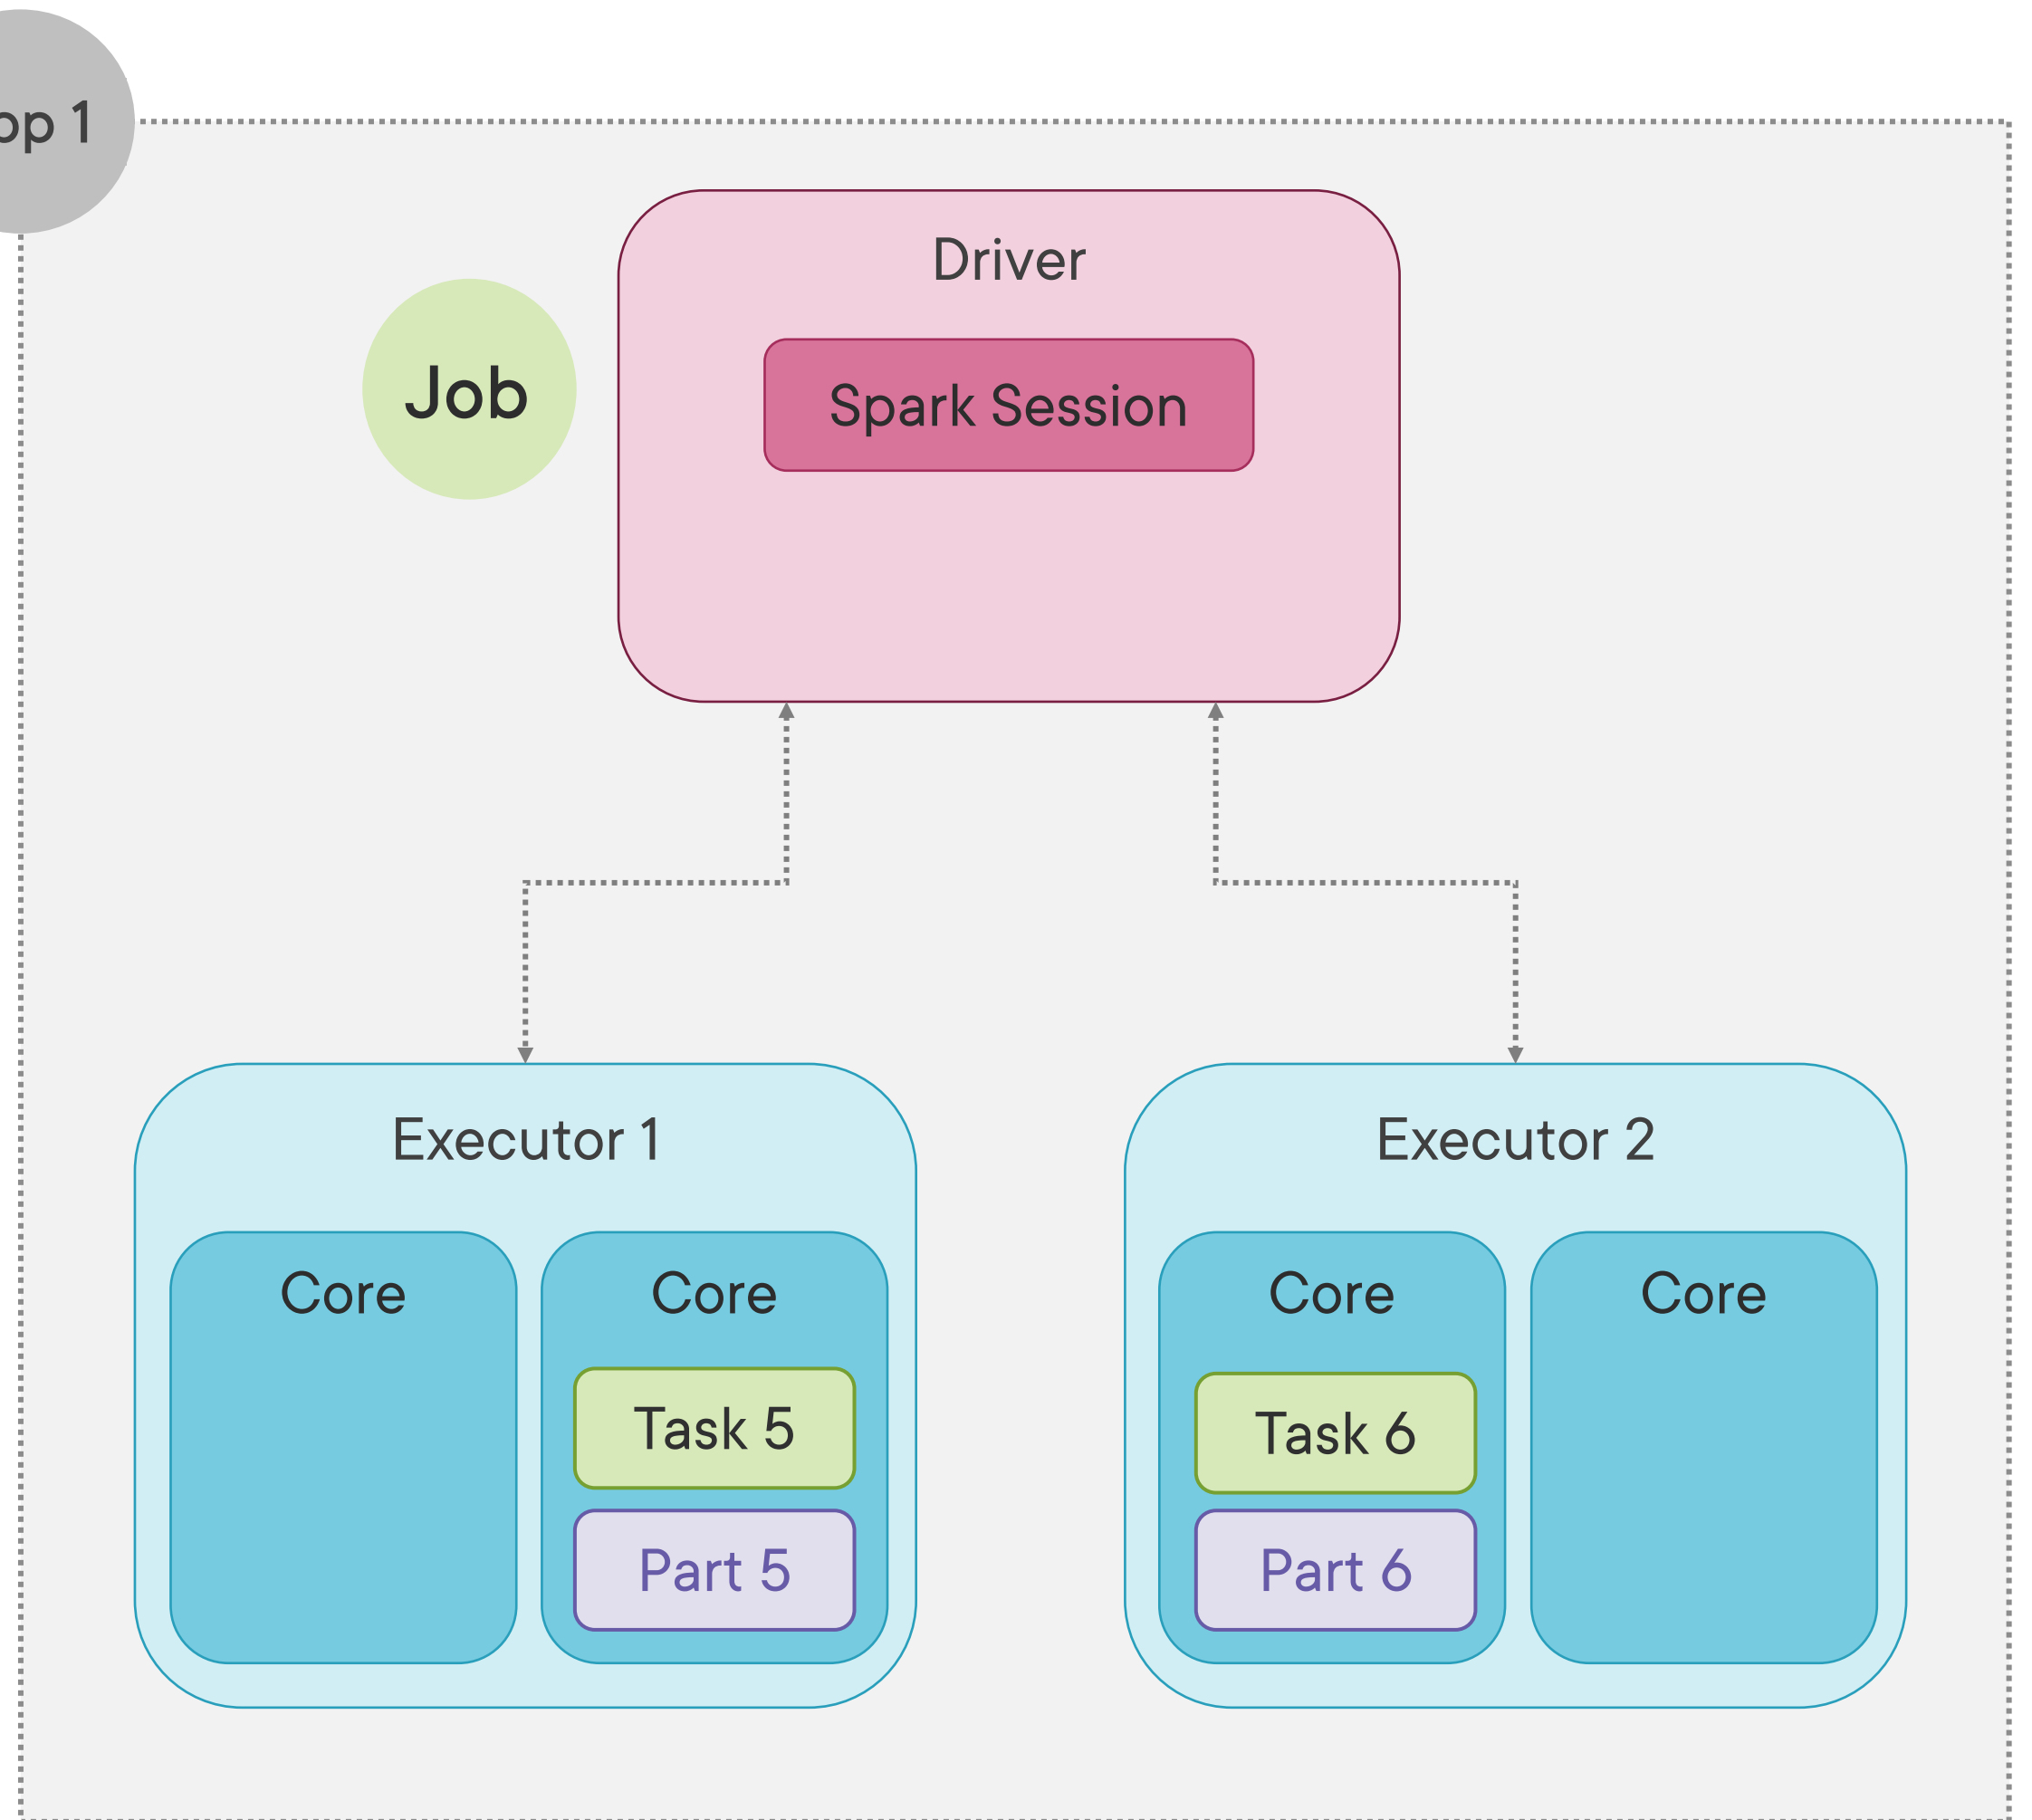 op 1
Driver
Job
Spark Session
Executor 1
Executor 2
Core
Core
Core
Core
Task 5
Task 6
Part 5
Part 6